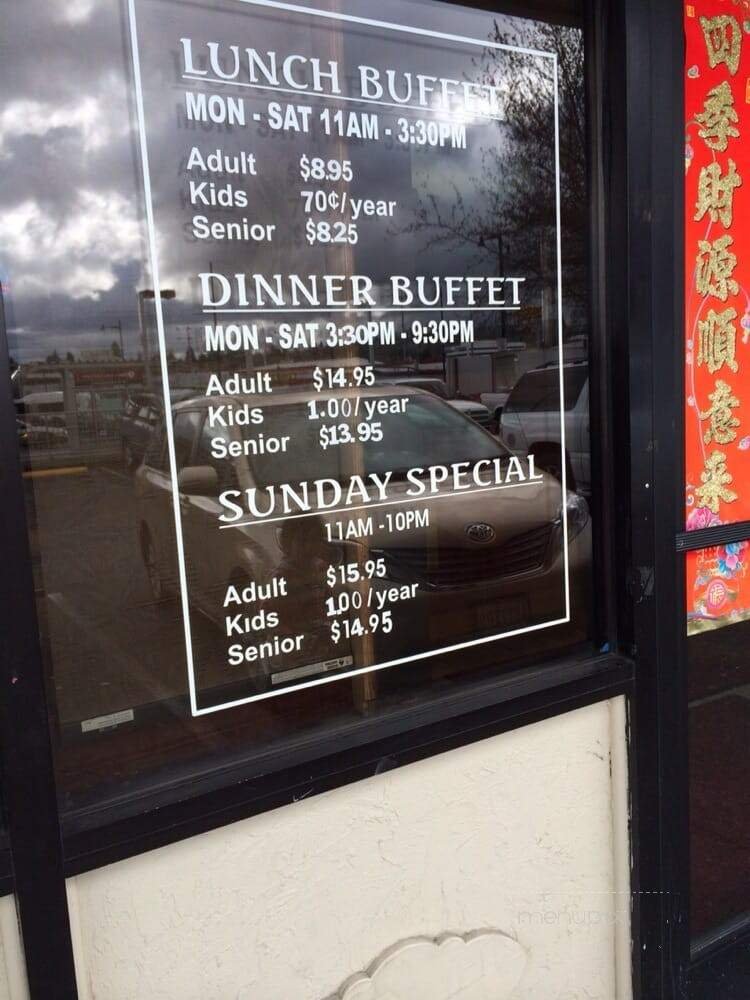 LUNCH BUFFET
MON - SAT 11AM - 3:30PM
Adult $8.95
Kids 70¢/year
Senior $8.25
DINNER BUFFET
MON - SAT 3:30PM - 9:30PM
Adult $14.95
Kids 1.00/year
Senior $13.95
SUNDAY SPECIAL
11AM -10PM
Adult $15.95
Kids 1.00/year
Senior $14.95
四季財源順意来